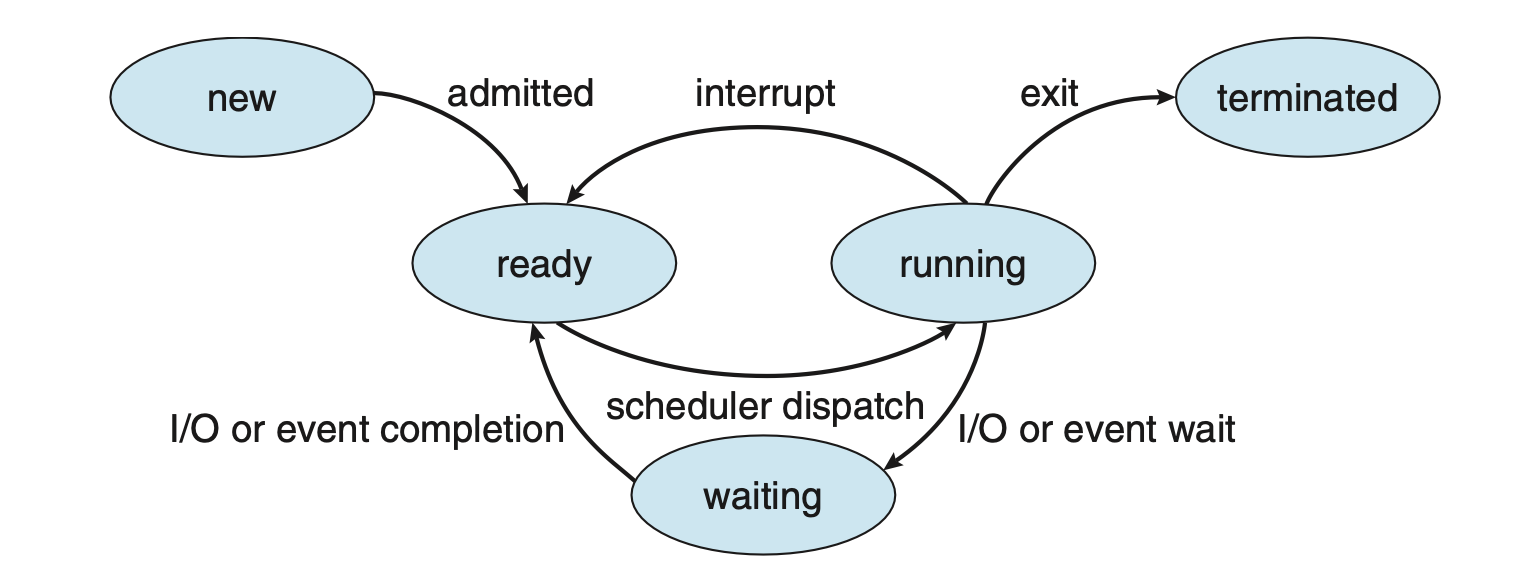 new
admitted
interrupt
exit
terminated
ready
running
scheduler dispatch
I/O or event completion
I/O or event wait
waiting